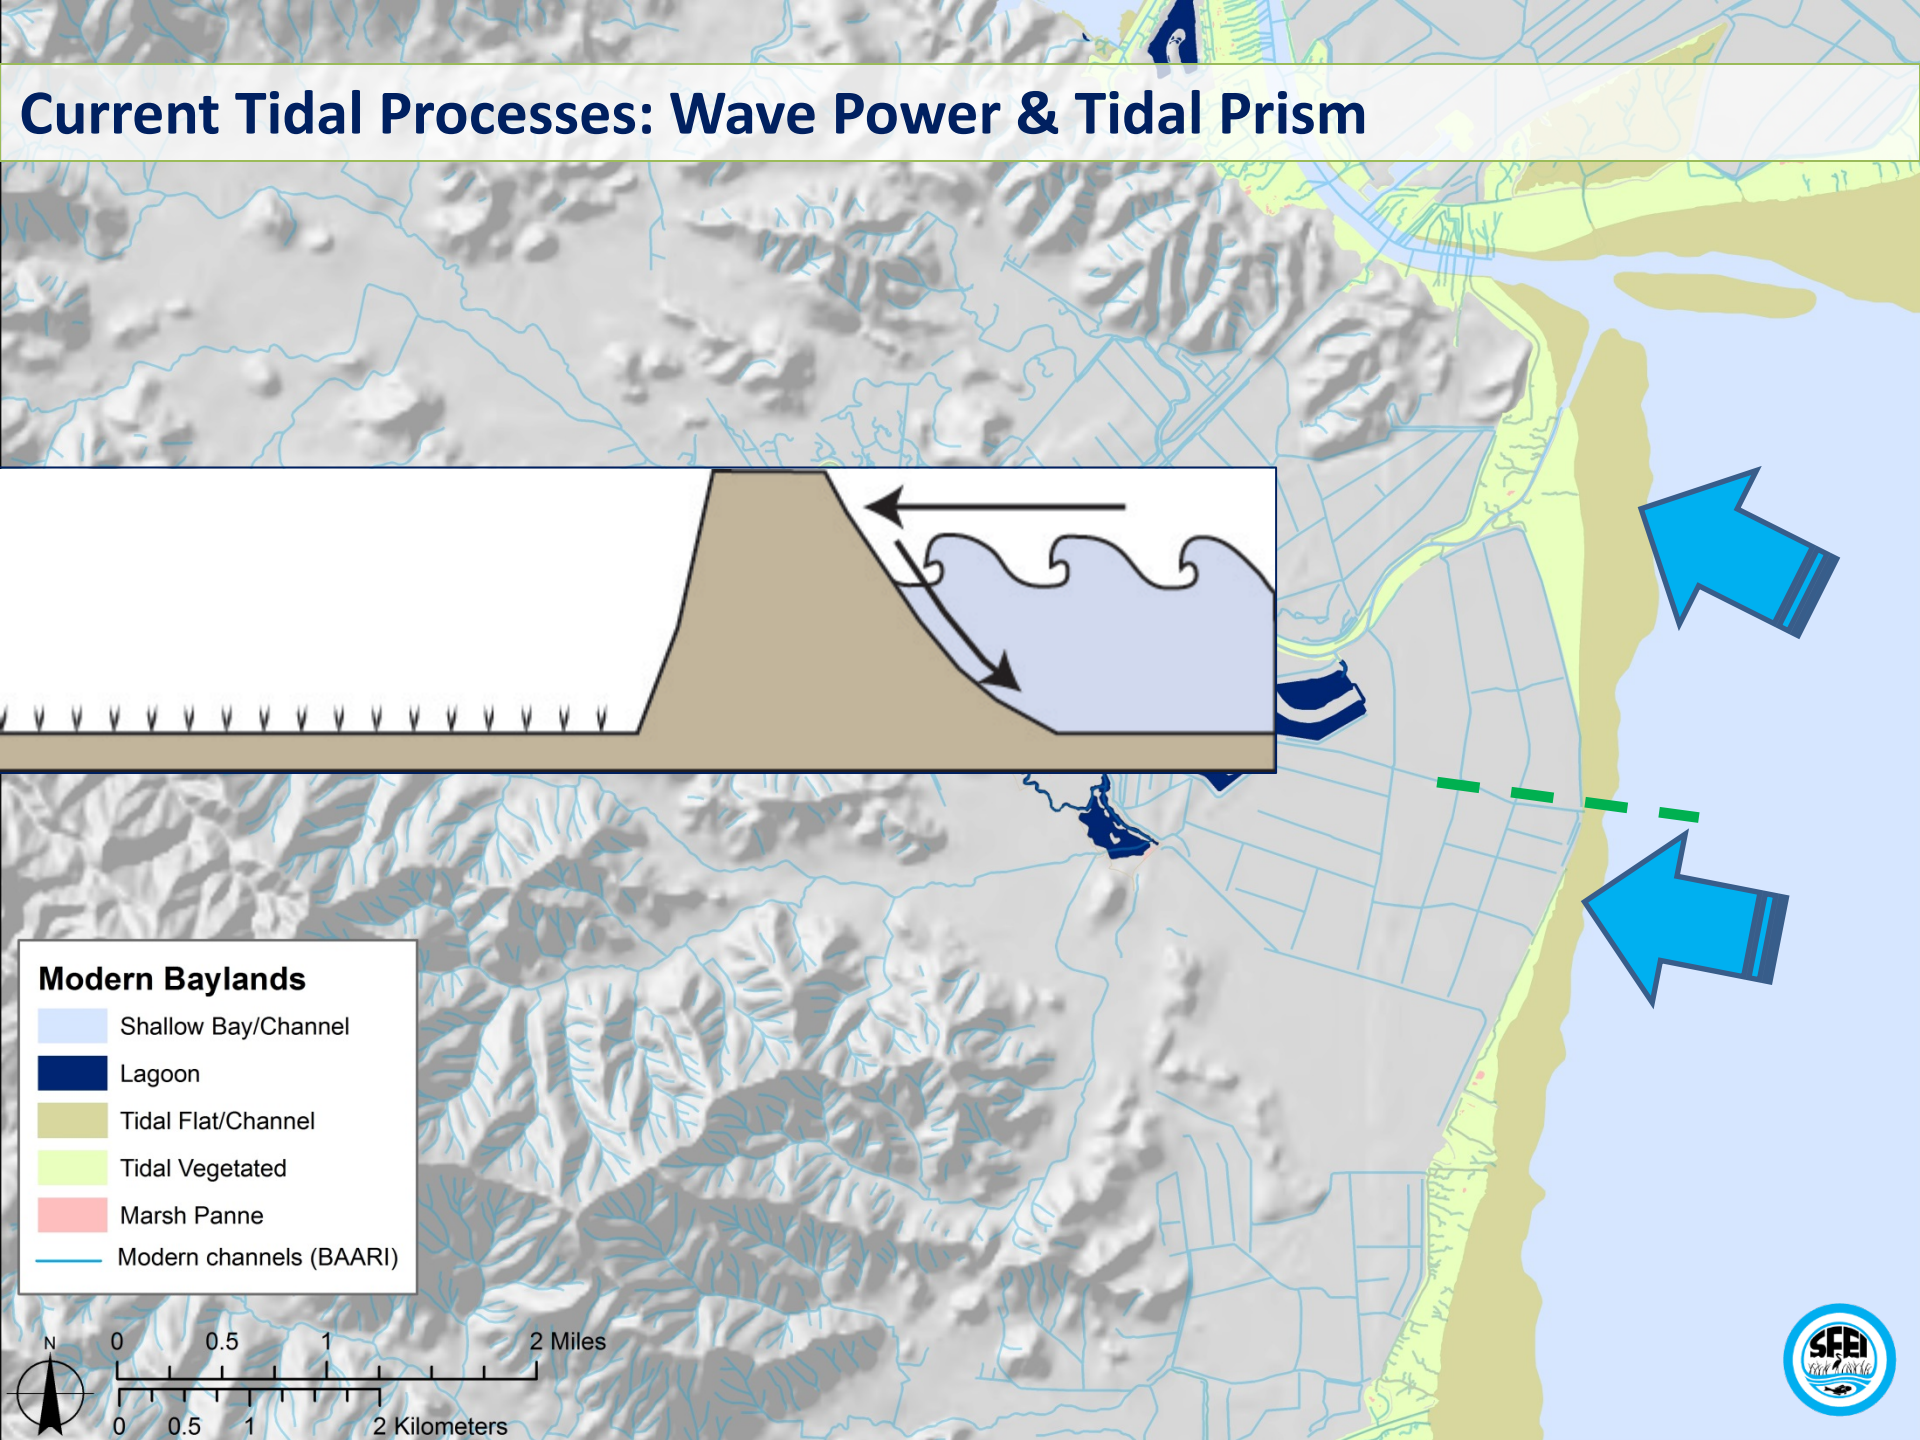 Current Tidal Processes: Wave Power & Tidal Prism
Modern Baylands
Shallow Bay/Channel
Lagoon
Tidal Flat/Channel
Tidal Vegetated
Marsh Panne
Modern channels (BAARI)
N
0 0.5 1 2 Miles
0 0.5 1 2 Kilometers
SFEI